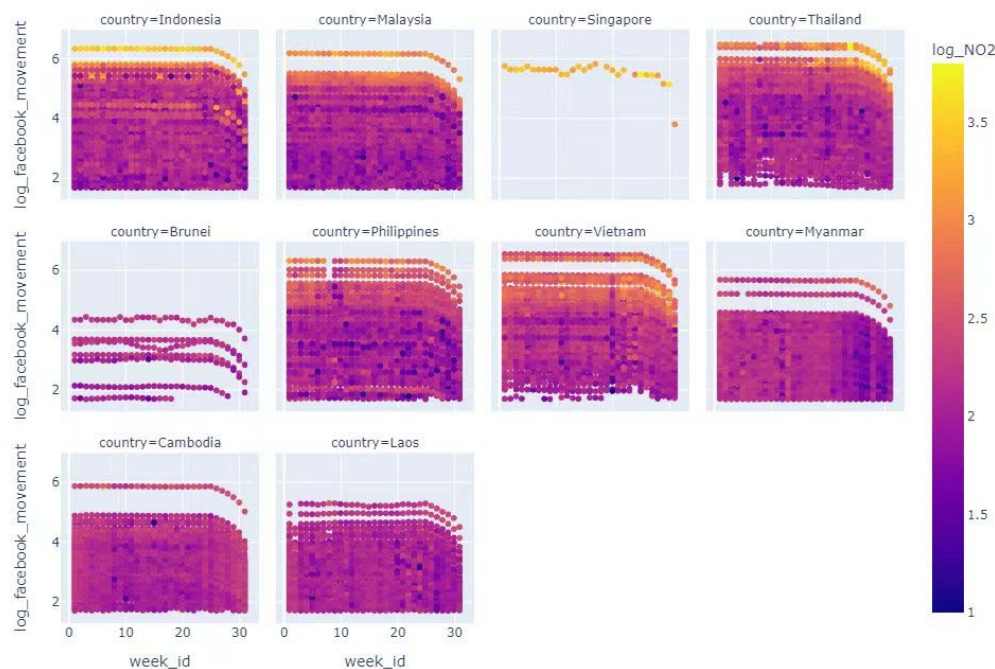 country=Indonesia
country=Malaysia
country=Singapore
country=Thailand
log_NO2
log_facebook_movement
6
4
2
3.5
3
2.5
2
1.5
1
country=Brunei
country=Philippines
country=Vietnam
country=Myanmar
log_facebook_movement
6
4
2
country=Cambodia
country=Laos
log_facebook_movement
6
4
2
0
10
20
30
0
10
20
30
week_id
week_id